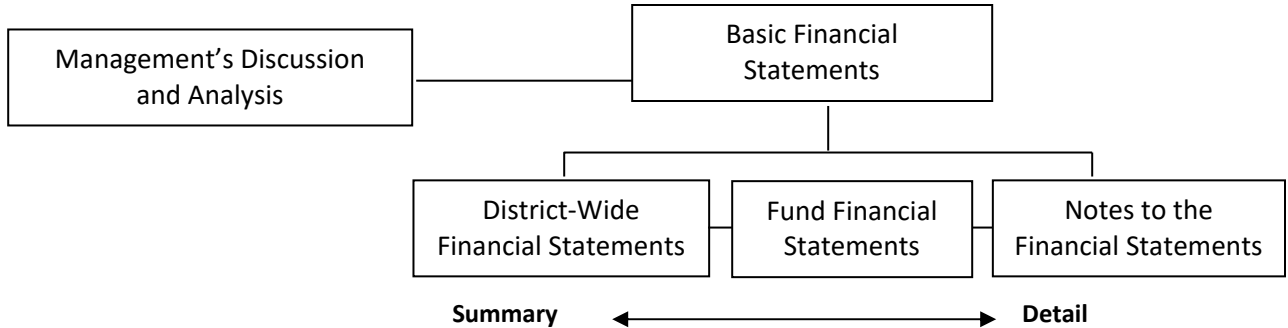 Management’s Discussion
and Analysis
Basic Financial
Statements
District-Wide
Financial Statements
Fund Financial
Statements
Notes to the
Financial Statements
Summary
Detail